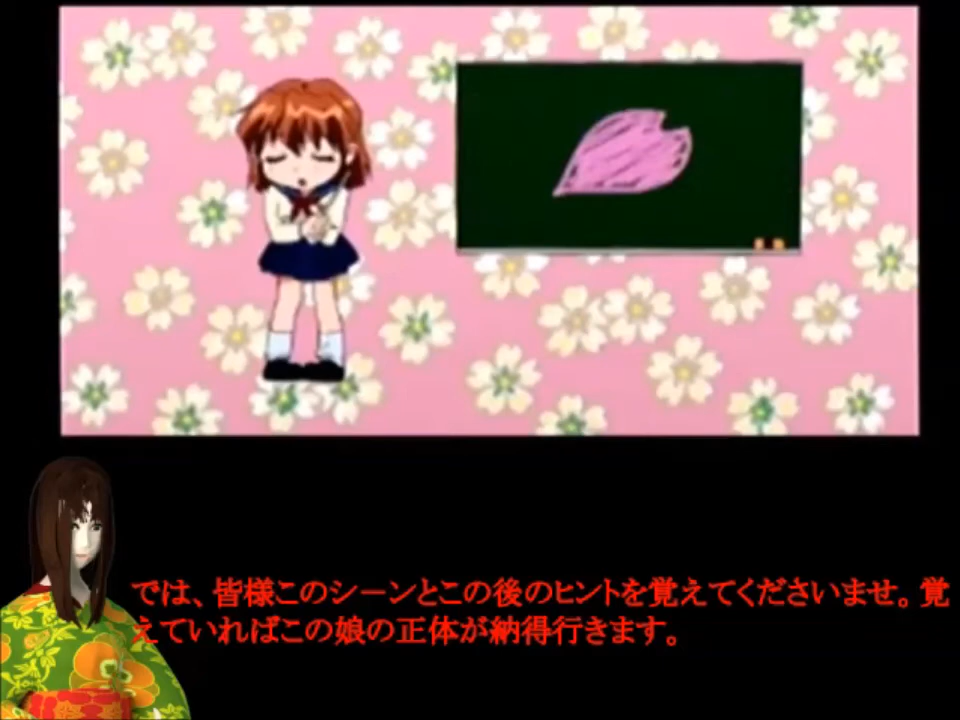 では、皆様このシーンとこの後のヒントを覚えてくださいませ。覚
えていればこの娘の正体が納得行きます。